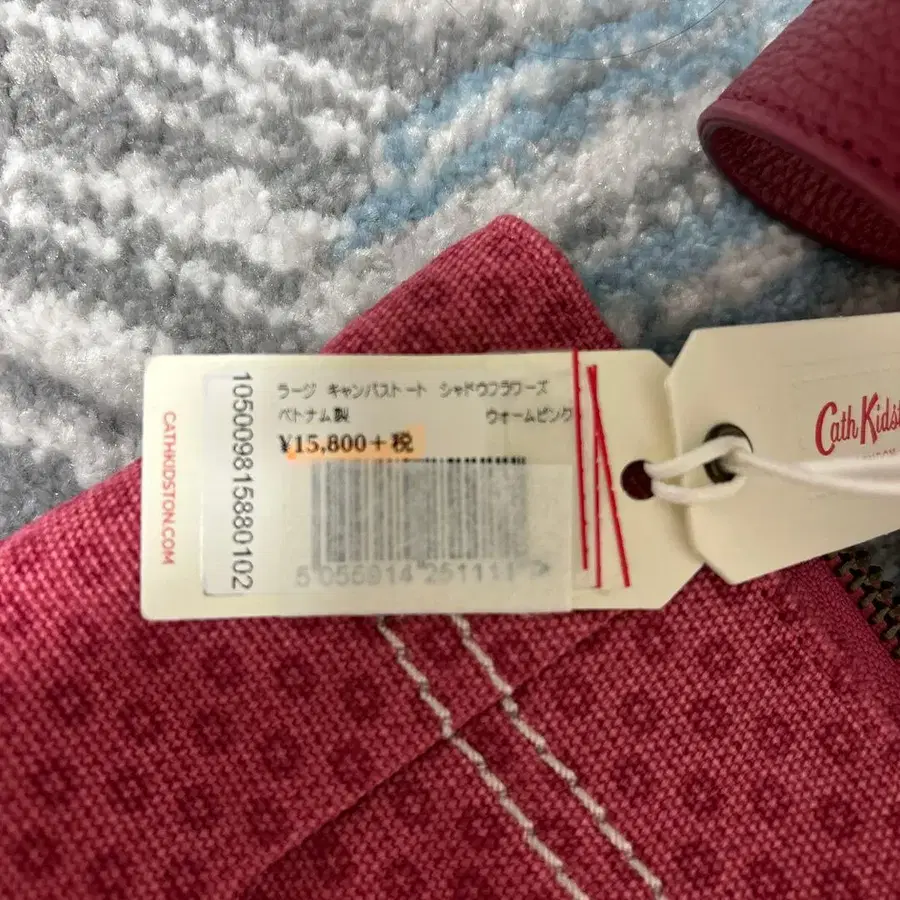 CATHKIDSTON.COM
105009815880102
ラージ キャンバストート シャドウフラワーズ
ベトナム製 ウォームピンク
¥15,800+税
5 055914 251111
Cath Kidst